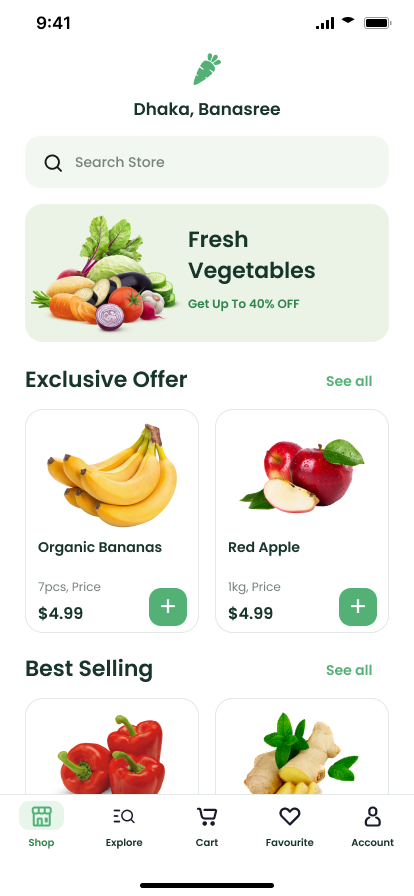 9:41
Dhaka, Banasree
Search Store
Fresh
Vegetables
Get Up To 40% OFF
Exclusive Offer
See all
Organic Bananas
7pcs, Price
$4.99
+
Red Apple
1kg, Price
$4.99
+
Best Selling
See all
Shop
Explore
Cart
Favourite
Account